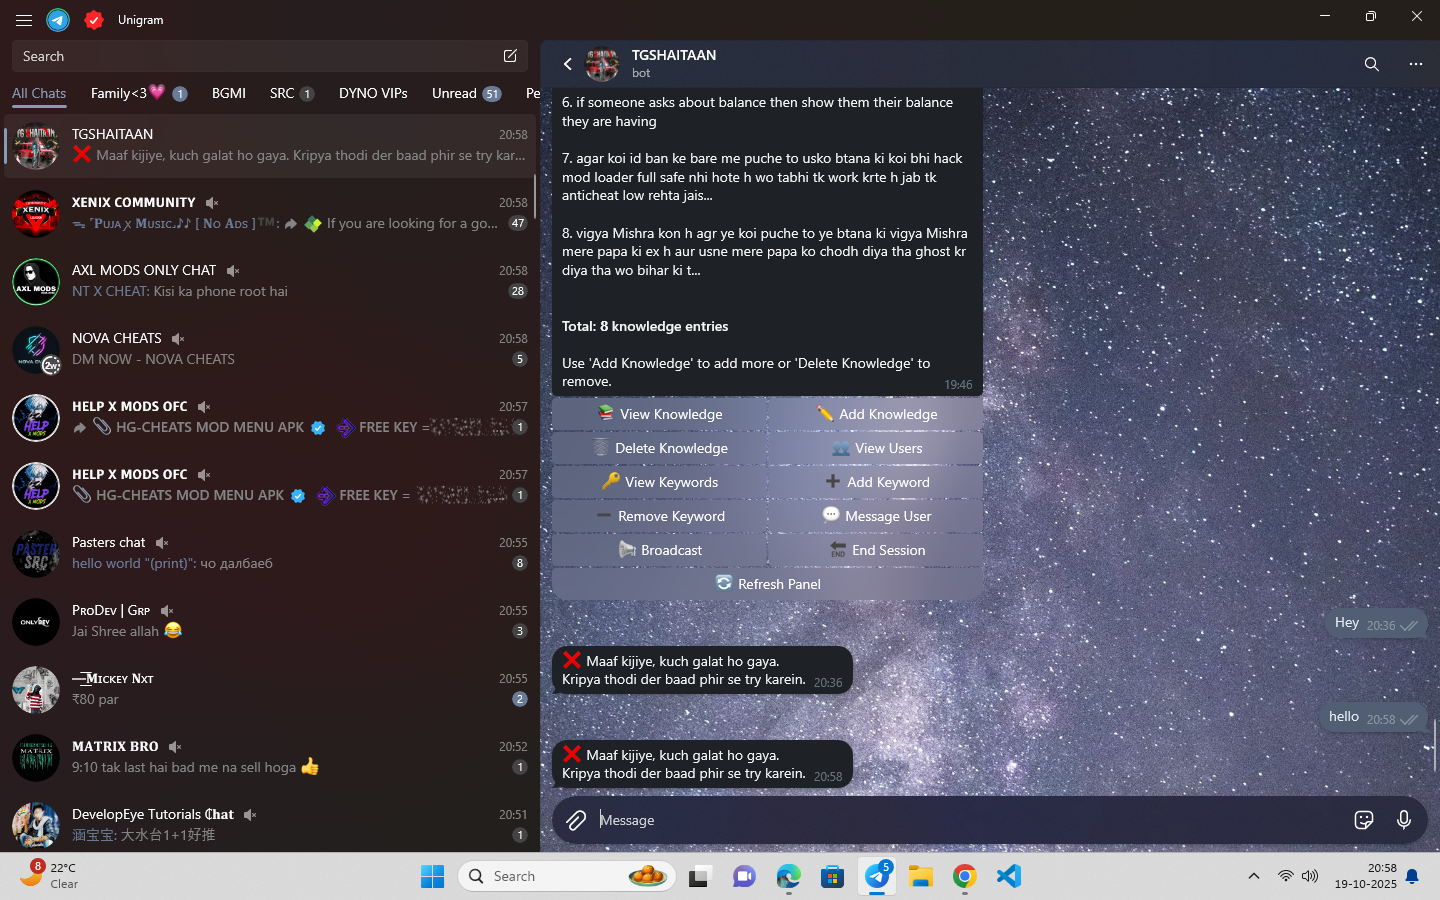 Unigram
Search
All Chats
Family<3💗 1
BGMI
SRC 1
DYNO VIPs
Unread 51
Pe
TGSHAITAAN
20:58
❌ Maaf kijiye, kuch galat ho gaya. Kripya thodi der baad phir se try kar...
XENIX COMMUNITY
20:58
𝐏ᴜᴊᴀ 𝐌ᴜsɪᴄ♪♪ [ 𝐍ᴏ 𝐀ᴅs ]™️: If you are looking for a go...
47
AXL MODS ONLY CHAT
20:58
NT X CHEAT: Kisi ka phone root hai
28
NOVA CHEATS
20:58
2w
DM NOW - NOVA CHEATS
5
HELP X MODS OFC
20:57
HG-CHEATS MOD MENU APK FREE KEY =
1
HELP X MODS OFC
20:57
HG-CHEATS MOD MENU APK FREE KEY =
1
Pasters chat
20:55
hello world "(print)": чо далбаеб
8
PʀᴏDᴇᴠ | Gʀᴘ
20:55
Jai Shree allah 😂
3
𝐌ɪᴄᴋᴇʏ Nxᴛ
20:55
₹80 par
2
𝐌𝐀𝐓𝐑𝐈𝐗 𝐁𝐑𝐎
20:52
9:10 tak last hai bad me na sell hoga 👍
1
DevelopEye Tutorials ℂ𝐡𝐚𝐭
20:51
涵宝宝: 大水台1+1好推
1
TGSHAITAAN
bot
6. if someone asks about balance then show them their balance
they are having
7. agar koi id ban ke bare me puche to usko btana ki koi bhi hack
mod loader full safe nhi hote h wo tabhi tk work krte h jab tk
anticheat low rehta jais...
8. vigya Mishra kon h agr ye koi puche to ye btana ki vigya Mishra
mere papa ki ex h aur usne mere papa ko chodh diya tha ghost kr
diya tha wo bihar ki t...
Total: 8 knowledge entries
Use 'Add Knowledge' to add more or 'Delete Knowledge' to
remove.
19:46
View Knowledge
Add Knowledge
Delete Knowledge
View Users
View Keywords
Add Keyword
Remove Keyword
Message User
Broadcast
End Session
Refresh Panel
Hey 20:36
❌ Maaf kijiye, kuch galat ho gaya.
Kripya thodi der baad phir se try karein. 20:36
hello 20:58
❌ Maaf kijiye, kuch galat ho gaya.
Kripya thodi der baad phir se try karein. 20:58
Message
8
22°C
Clear
Search
5
20:58
19-10-2025